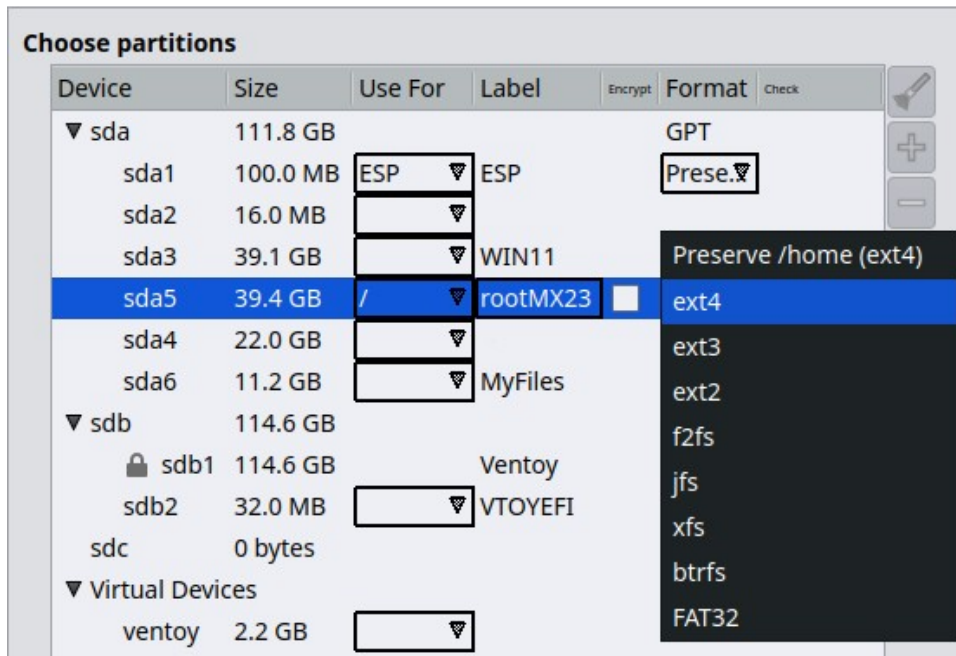 Choose partitions
Device Size Use For Label Encrypt Format Check
sda 111.8 GB GPT
sda1 100.0 MB ESP ESP Prese..
sda2 16.0 MB
sda3 39.1 GB WIN11 Preserve /home (ext4)
sda5 39.4 GB / rootMX23 ext4
sda4 22.0 GB ext3
sda6 11.2 GB MyFiles ext2
sdb 114.6 GB f2fs
sdb1 114.6 GB Ventoy jfs
sdb2 32.0 MB VTOYEFI xfs
sdc 0 bytes btrfs
Virtual Devices FAT32
ventoy 2.2 GB